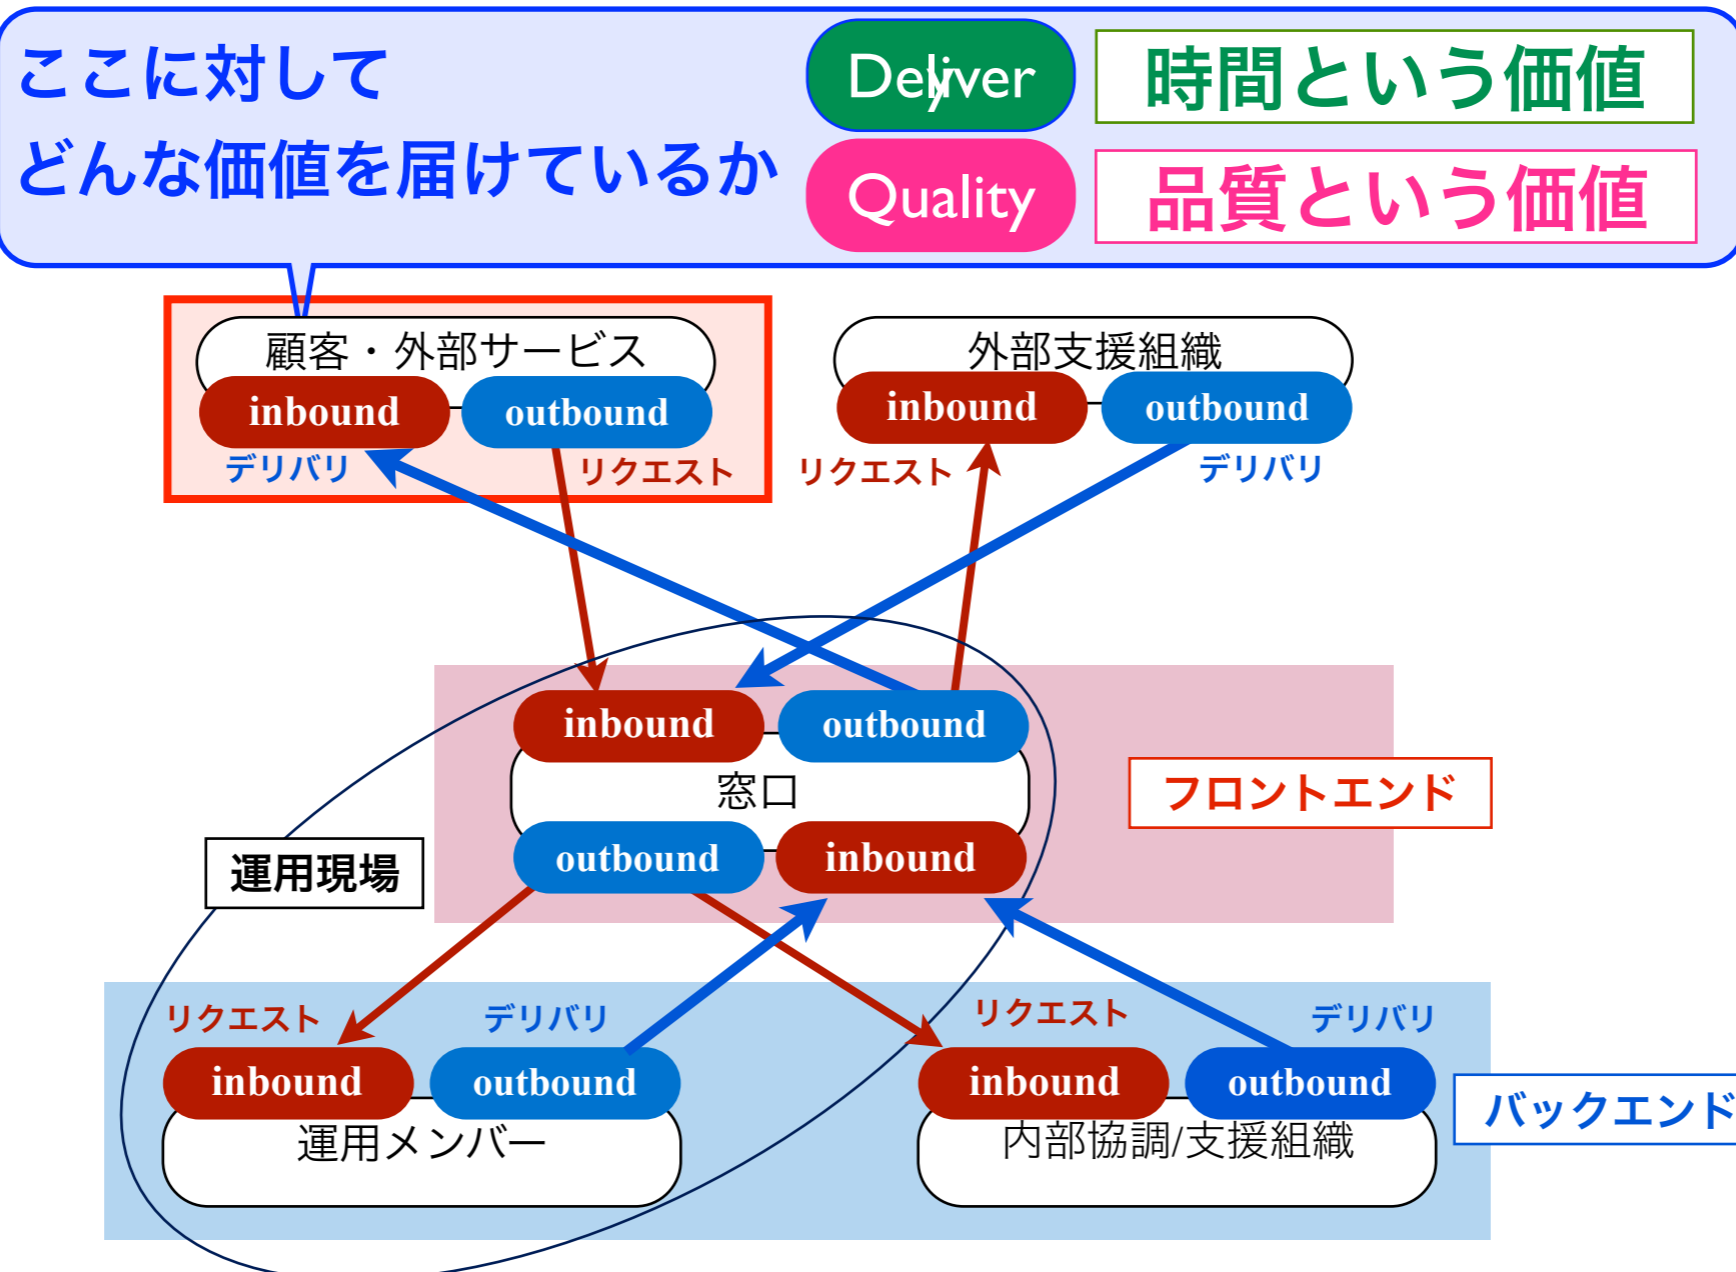 ここに対して
どんな価値を届けているか
Delivery
時間という価値
Quality
品質という価値
顧客・外部サービス
inbound
outbound
デリバリ
リクエスト
外部支援組織
inbound
outbound
リクエスト
デリバリ
inbound
outbound
窓口
outbound
inbound
フロントエンド
運用現場
リクエスト
デリバリ
inbound
outbound
運用メンバー
リクエスト
デリバリ
inbound
outbound
内部協調/支援組織
バックエンド